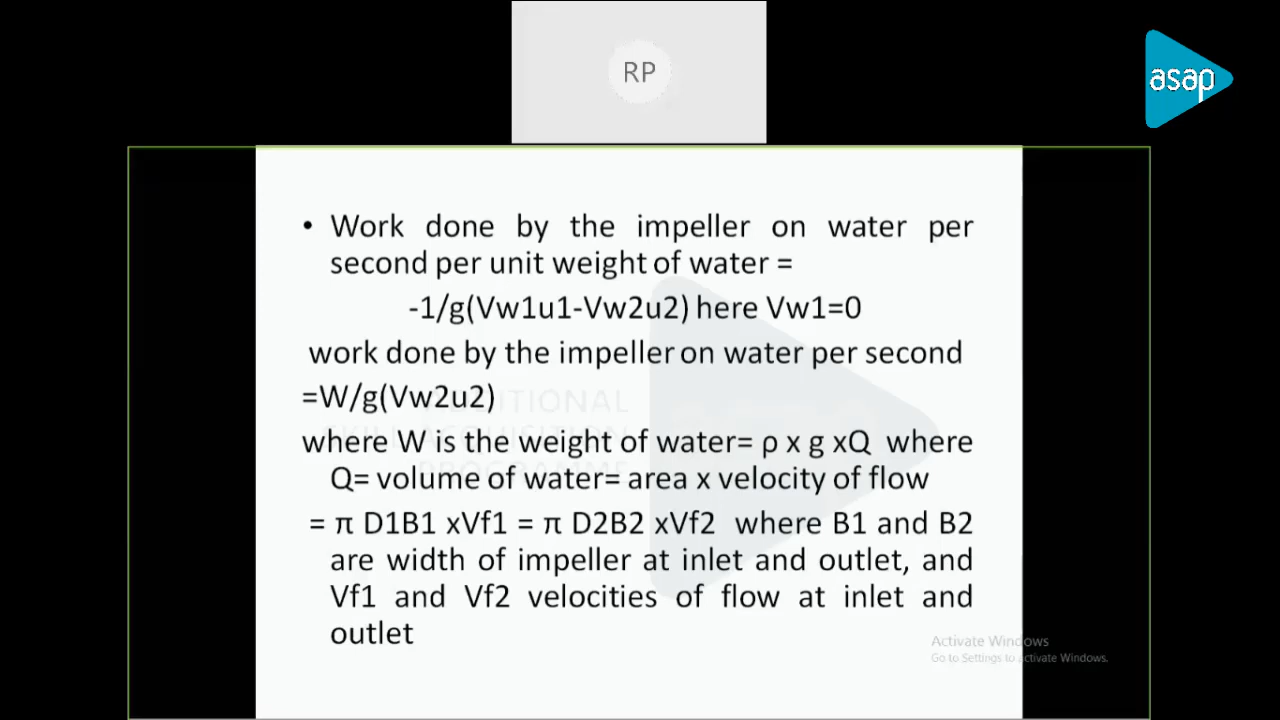 RP
asap
• Work done by the impeller on water per
second per unit weight of water =
-1/g(Vw1u1-Vw2u2) here Vw1=0
work done by the impeller on water per second
=W/g(Vw2u2)
where W is the weight of water= ρ x g xQ where
Q= volume of water= area x velocity of flow
= π D1B1 xVf1 = π D2B2 xVf2 where B1 and B2
are width of impeller at inlet and outlet, and
Vf1 and Vf2 velocities of flow at inlet and
outlet
ADDITIONAL
SKILL ACQUISITION
PROGRAMME
Activate Windows
Go to Settings to activate Windows.